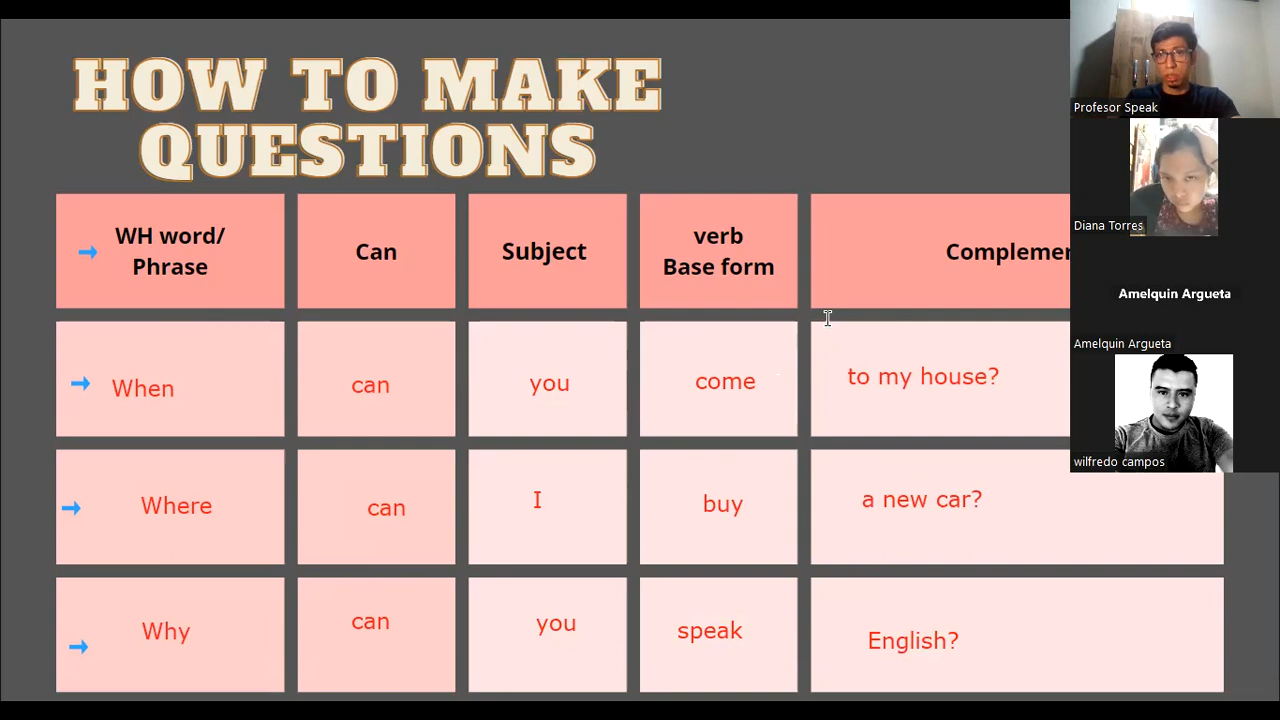 HOW TO MAKE
QUESTIONS
WH word/
Phrase
Can
Subject
verb
Base form
Complemen
When
can
you
come
to my house?
Where
can
I
buy
a new car?
Why
can
you
speak
English?
Profesor Speak
Diana Torres
Amelquin Argueta
Amelquin Argueta
wilfredo campos